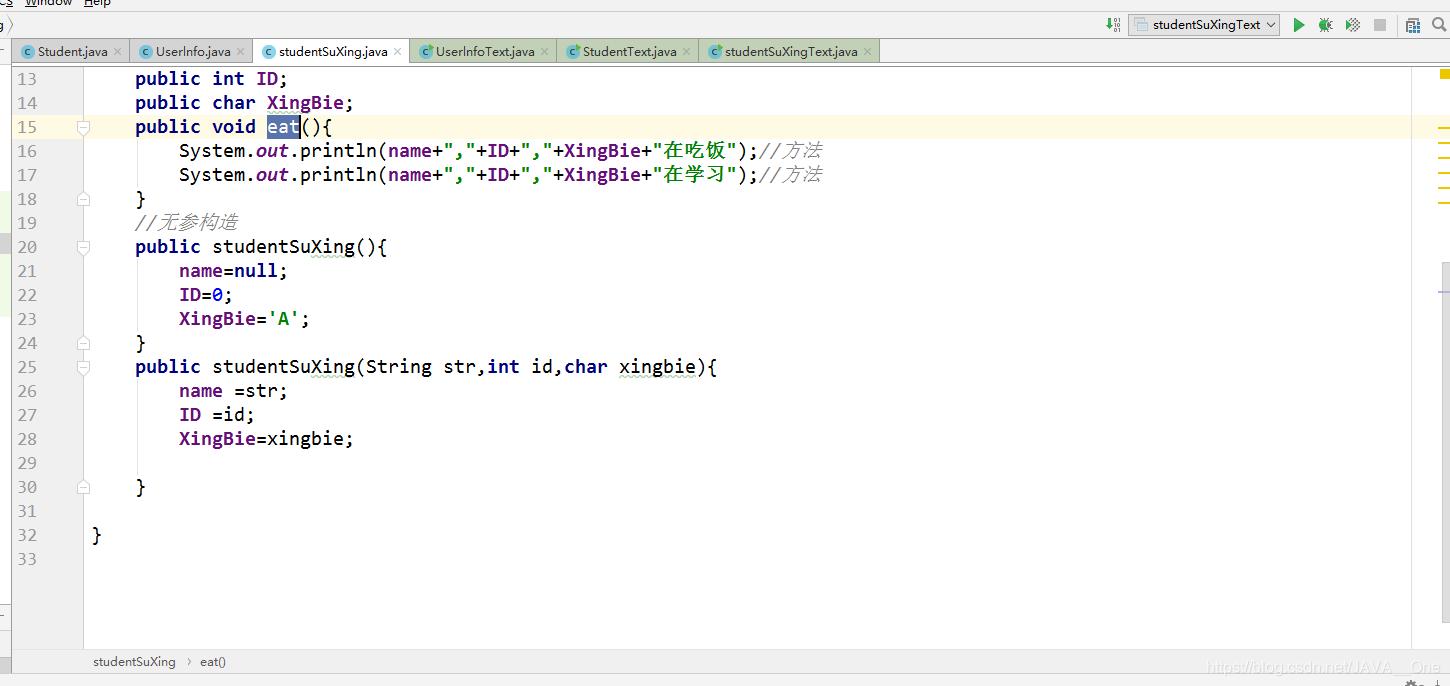 Window Help
studentSuXingText
Student.java UserInfo.java studentSuXing.java UserInfoText.java StudentText.java studentSuXingText.java
13 public int ID;
14 public char XingBie;
15 public void eat(){
16 System.out.println(name+","+ID+","+XingBie+"在吃饭");//方法
17 System.out.println(name+","+ID+","+XingBie+"在学习");//方法
18 }
19 //无参构造
20 public studentSuXing(){
21 name=null;
22 ID=0;
23 XingBie='A';
24 }
25 public studentSuXing(String str,int id,char xingbie){
26 name =str;
27 ID =id;
28 XingBie=xingbie;
29
30 }
31
32 }
33
studentSuXing › eat()
https://blog.csdn.net/JAVA__One